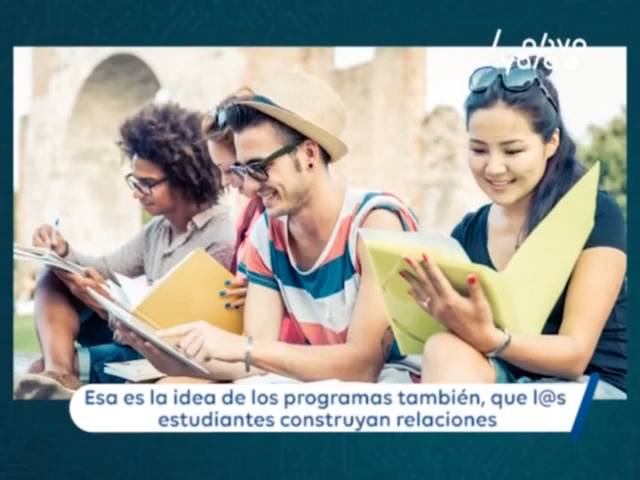 Esa es la idea de los programas también, que l@s
estudiantes construyan relaciones